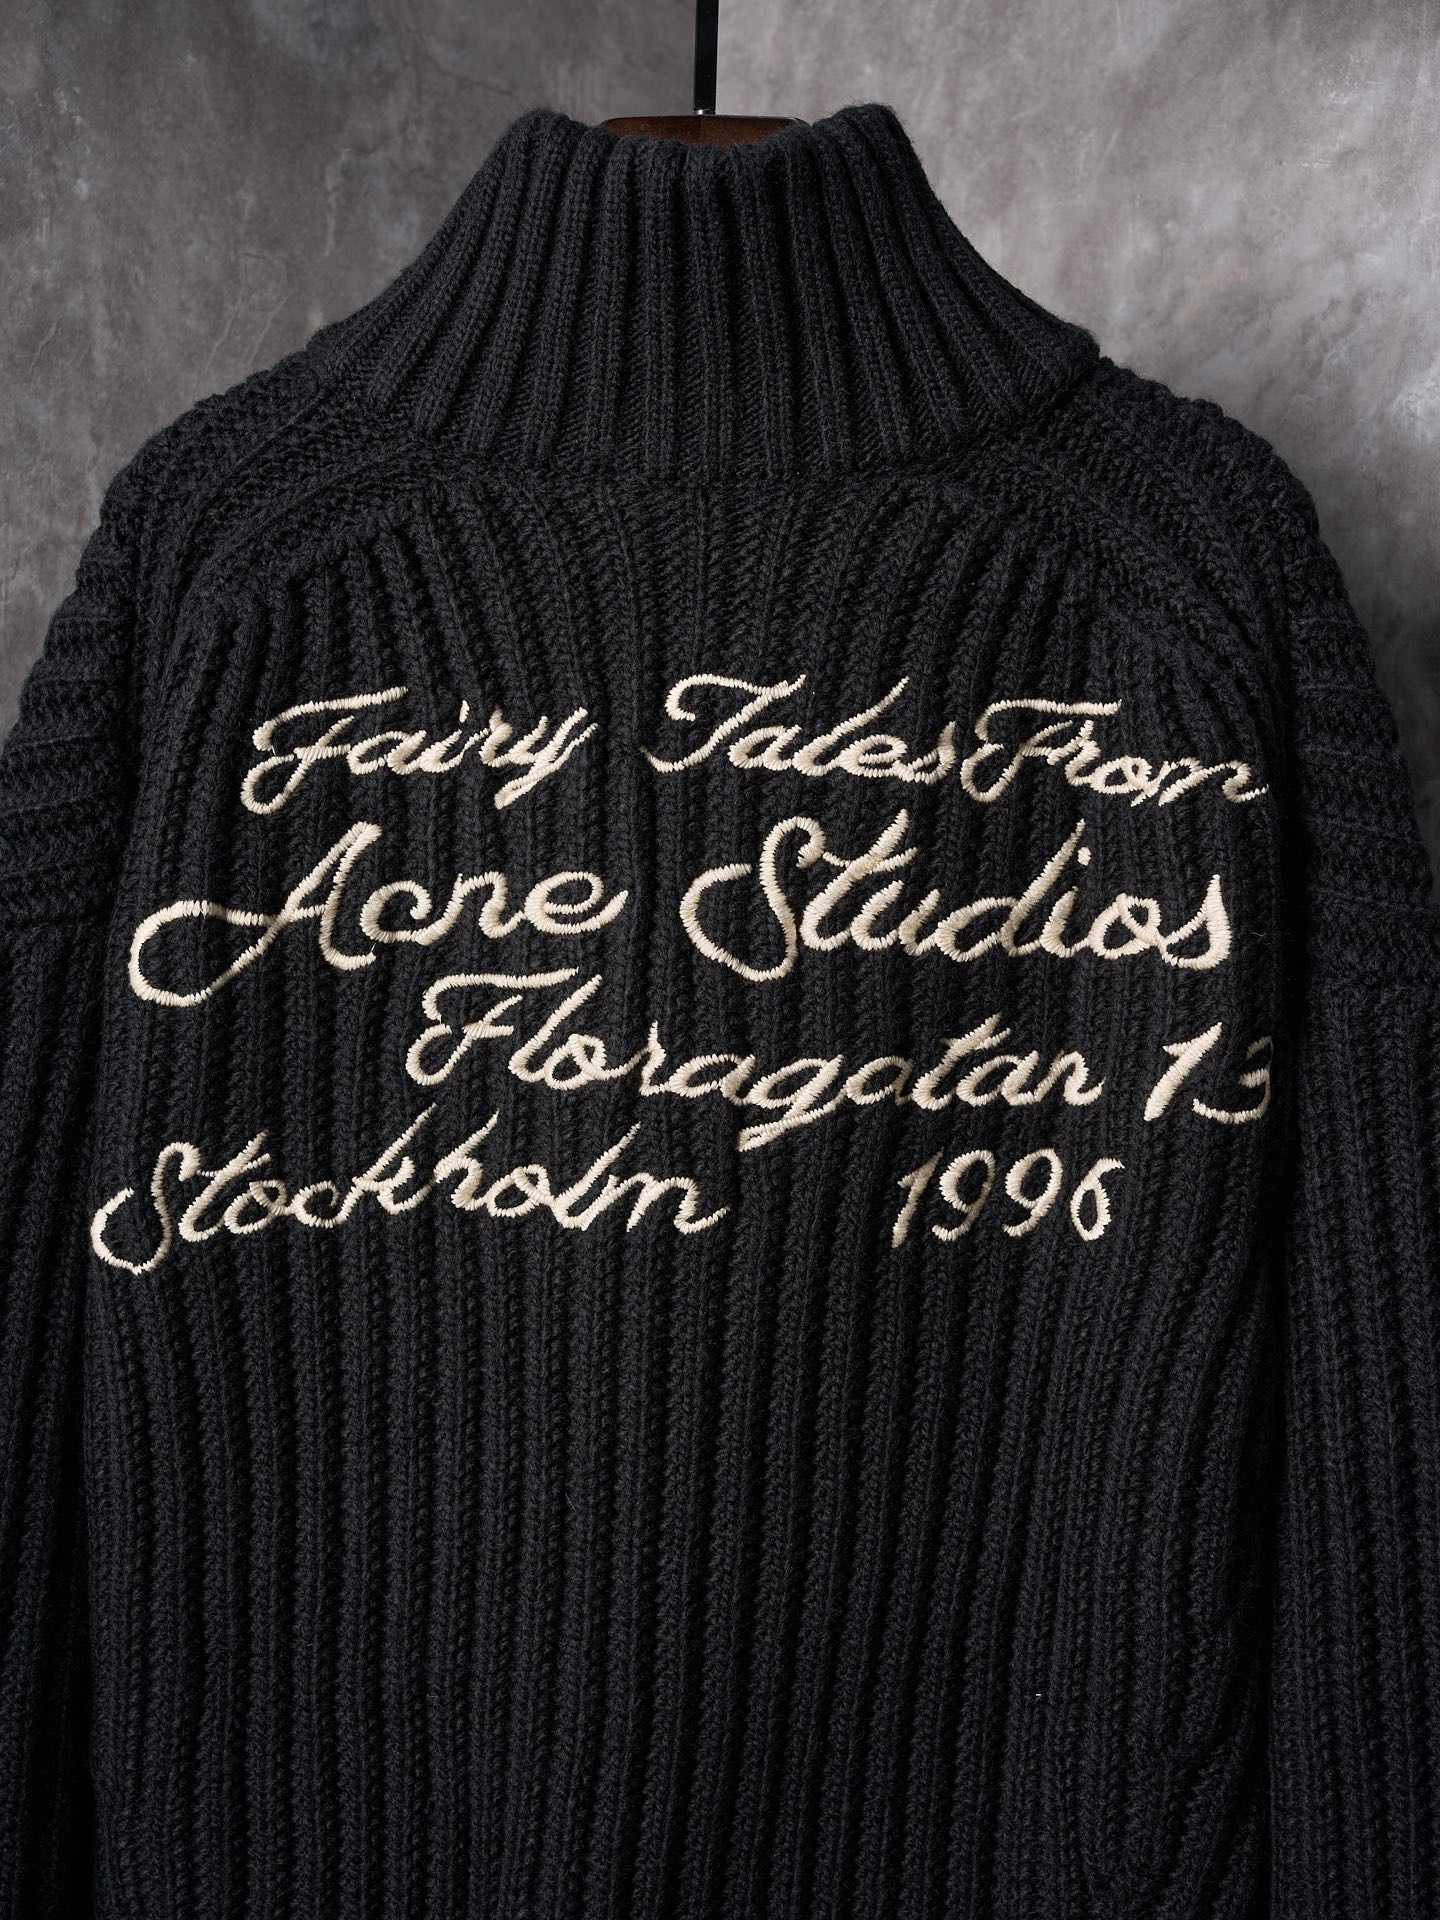 Fairy Tales From
Acne Studios
Floragatan 13
Stockholm 1996